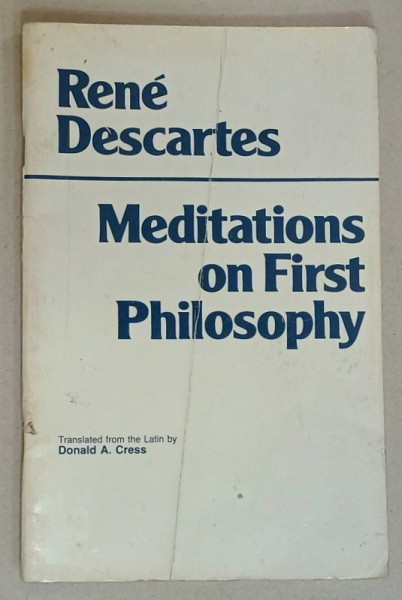 René
Descartes
Meditations
on First
Philosophy
Translated from the Latin by
Donald A. Cress